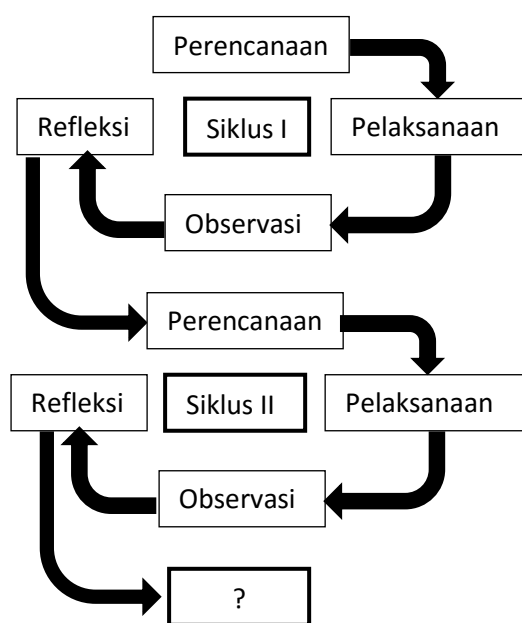 Perencanaan
Refleksi
Siklus I
Pelaksanaan
Observasi
Perencanaan
Refleksi
Siklus II
Pelaksanaan
Observasi
?